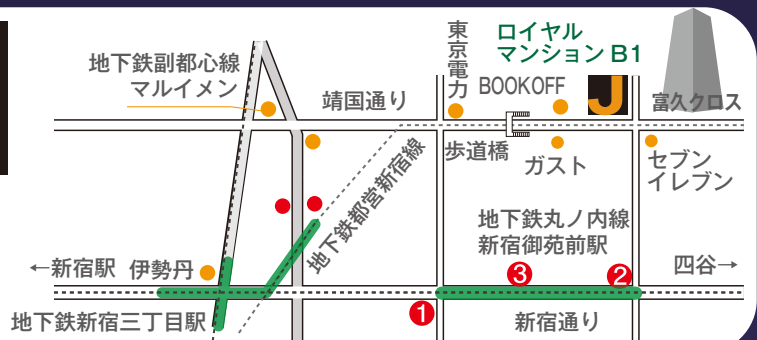 地下鉄副都心線
マルイメン
靖国通り
東京電力
ロイヤル
マンション B1
BOOKOFF
J
富久クロス
歩道橋
ガスト
セブン
イレブン
地下鉄都営新宿線
地下鉄丸ノ内線
新宿御苑前駅
←新宿駅
伊勢丹
❸
❷
四谷→
❶
地下鉄新宿三丁目駅
新宿通り